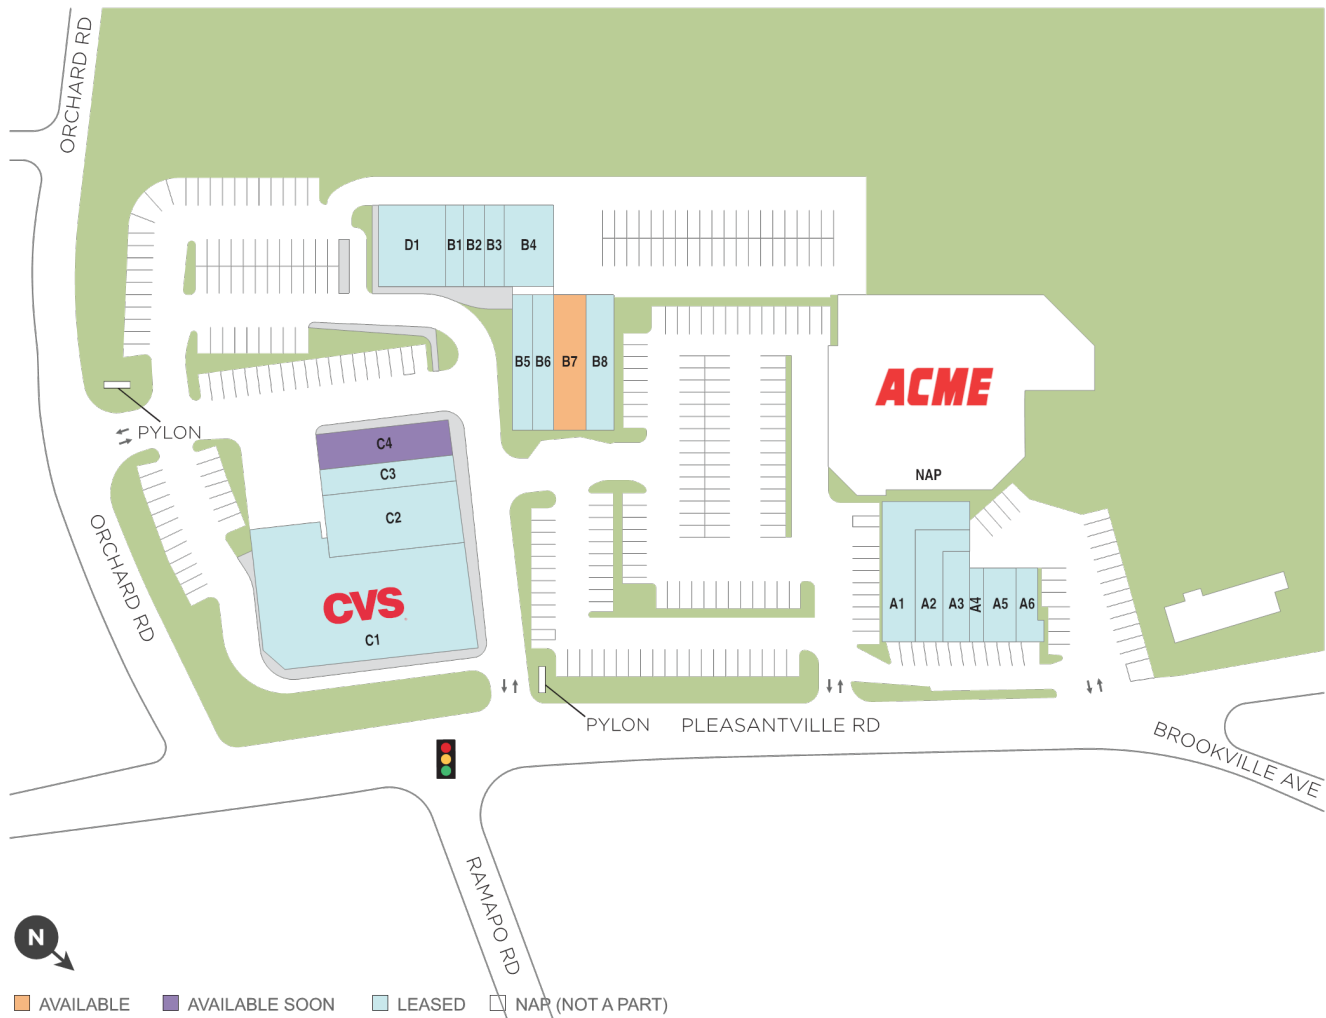 ORCHARD RD
D1
B1
B2
B3
B4
B5
B6
B7
B8
ACME
NAP
PYLON
C4
C3
C2
CVS
C1
ORCHARD RD
A1
A2
A3
A4
A5
A6
PYLON
PLEASANTVILLE RD
BROOKVILLE AVE
RAMAPO RD
N
AVAILABLE
AVAILABLE SOON
LEASED
NAP (NOT A PART)